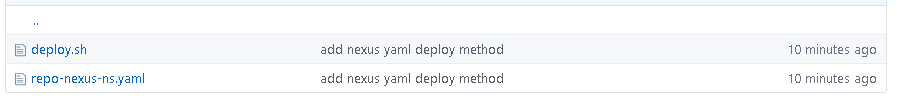 ..
deploy.sh add nexus yaml deploy method 10 minutes ago
repo-nexus-ns.yaml add nexus yaml deploy method 10 minutes ago